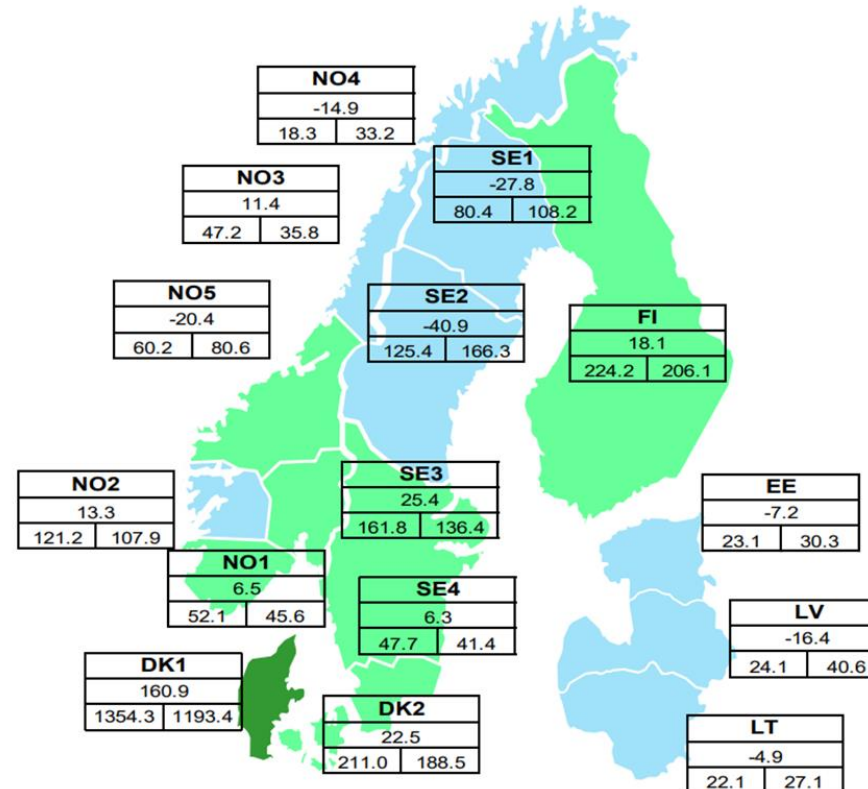 NO4
-14.9
18.3 33.2
SE1
-27.8
80.4 108.2
NO3
11.4
47.2 35.8
NO5
-20.4
60.2 80.6
SE2
-40.9
125.4 166.3
FI
18.1
224.2 206.1
NO2
13.3
121.2 107.9
SE3
25.4
161.8 136.4
EE
-7.2
23.1 30.3
NO1
6.5
52.1 45.6
SE4
6.3
47.7 41.4
LV
-16.4
24.1 40.6
DK1
160.9
1354.3 1193.4
DK2
22.5
211.0 188.5
LT
-4.9
22.1 27.1